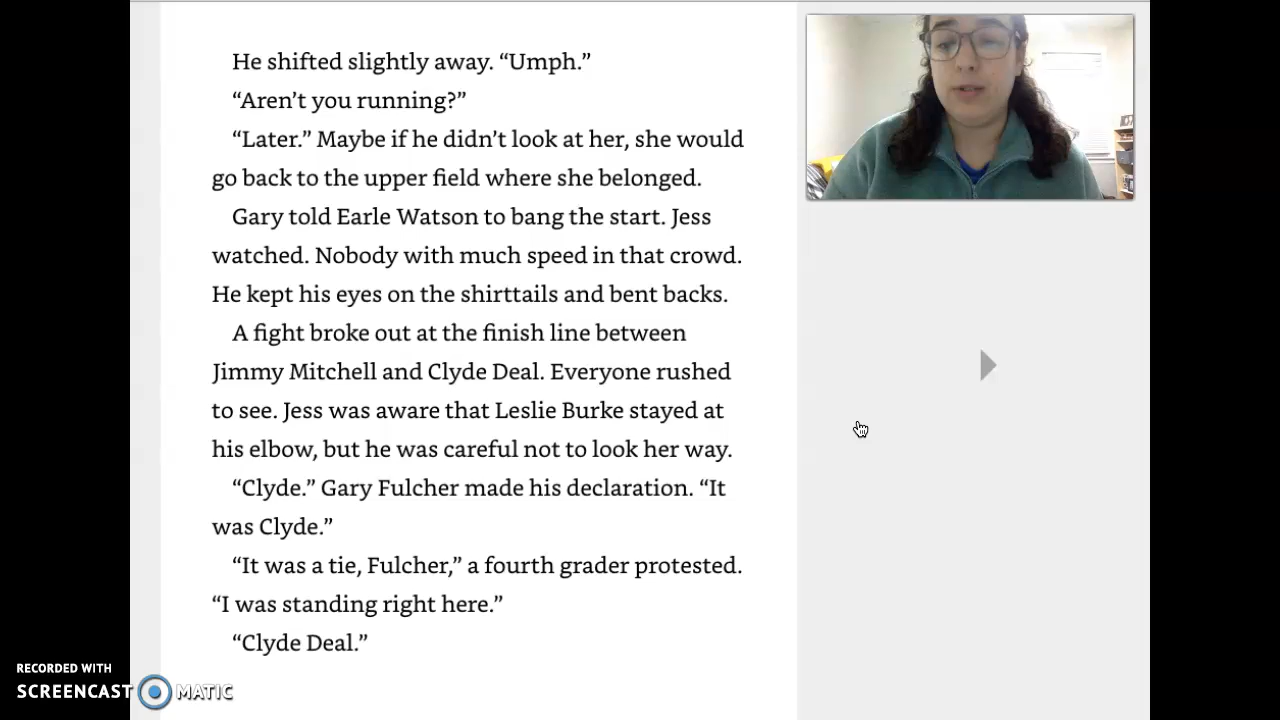 He shifted slightly away. “Umph.”
“Aren’t you running?”
“Later.” Maybe if he didn’t look at her, she would
go back to the upper field where she belonged.
Gary told Earle Watson to bang the start. Jess
watched. Nobody with much speed in that crowd.
He kept his eyes on the shirttails and bent backs.
A fight broke out at the finish line between
Jimmy Mitchell and Clyde Deal. Everyone rushed
to see. Jess was aware that Leslie Burke stayed at
his elbow, but he was careful not to look her way.
“Clyde.” Gary Fulcher made his declaration. “It
was Clyde.”
“It was a tie, Fulcher,” a fourth grader protested.
“I was standing right here.”
“Clyde Deal.”
RECORDED WITH
SCREENCAST MATIC